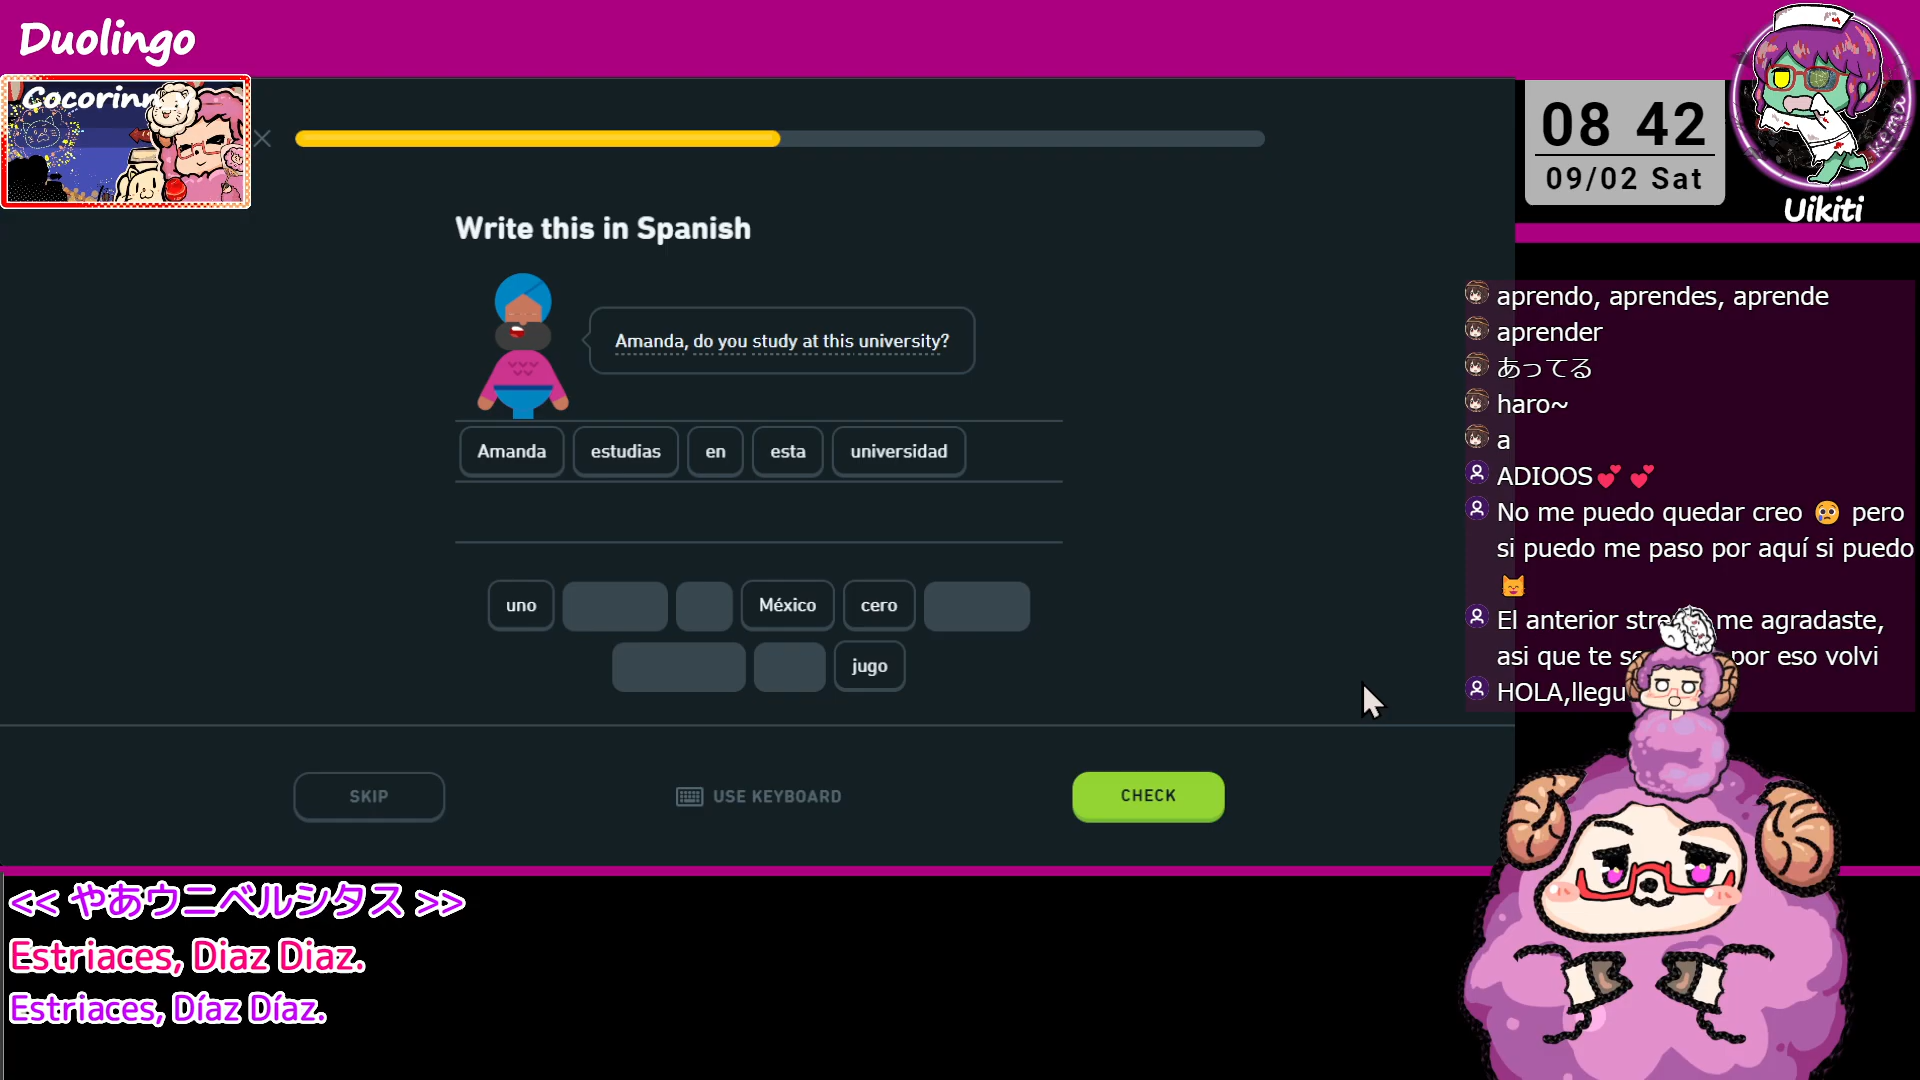 Duolingo
Write this in Spanish
Amanda, do you study at this university?
Amanda estudias en esta universidad
uno México cero
jugo
SKIP
USE KEYBOARD
CHECK
08 42
09/02 Sat
Uikiti
aprendo, aprendes, aprende
aprender
あってる
haro~
a
ADIOOS💕 💕
No me puedo quedar creo 😢 pero
si puedo me paso por aquí si puedo
😸
El anterior me agradaste,
asi que te por eso volvi
HOLA,llegu
<< やあウニベルシタス >>
Estriaces, Diaz Diaz.
Estriaces, Díaz Díaz.